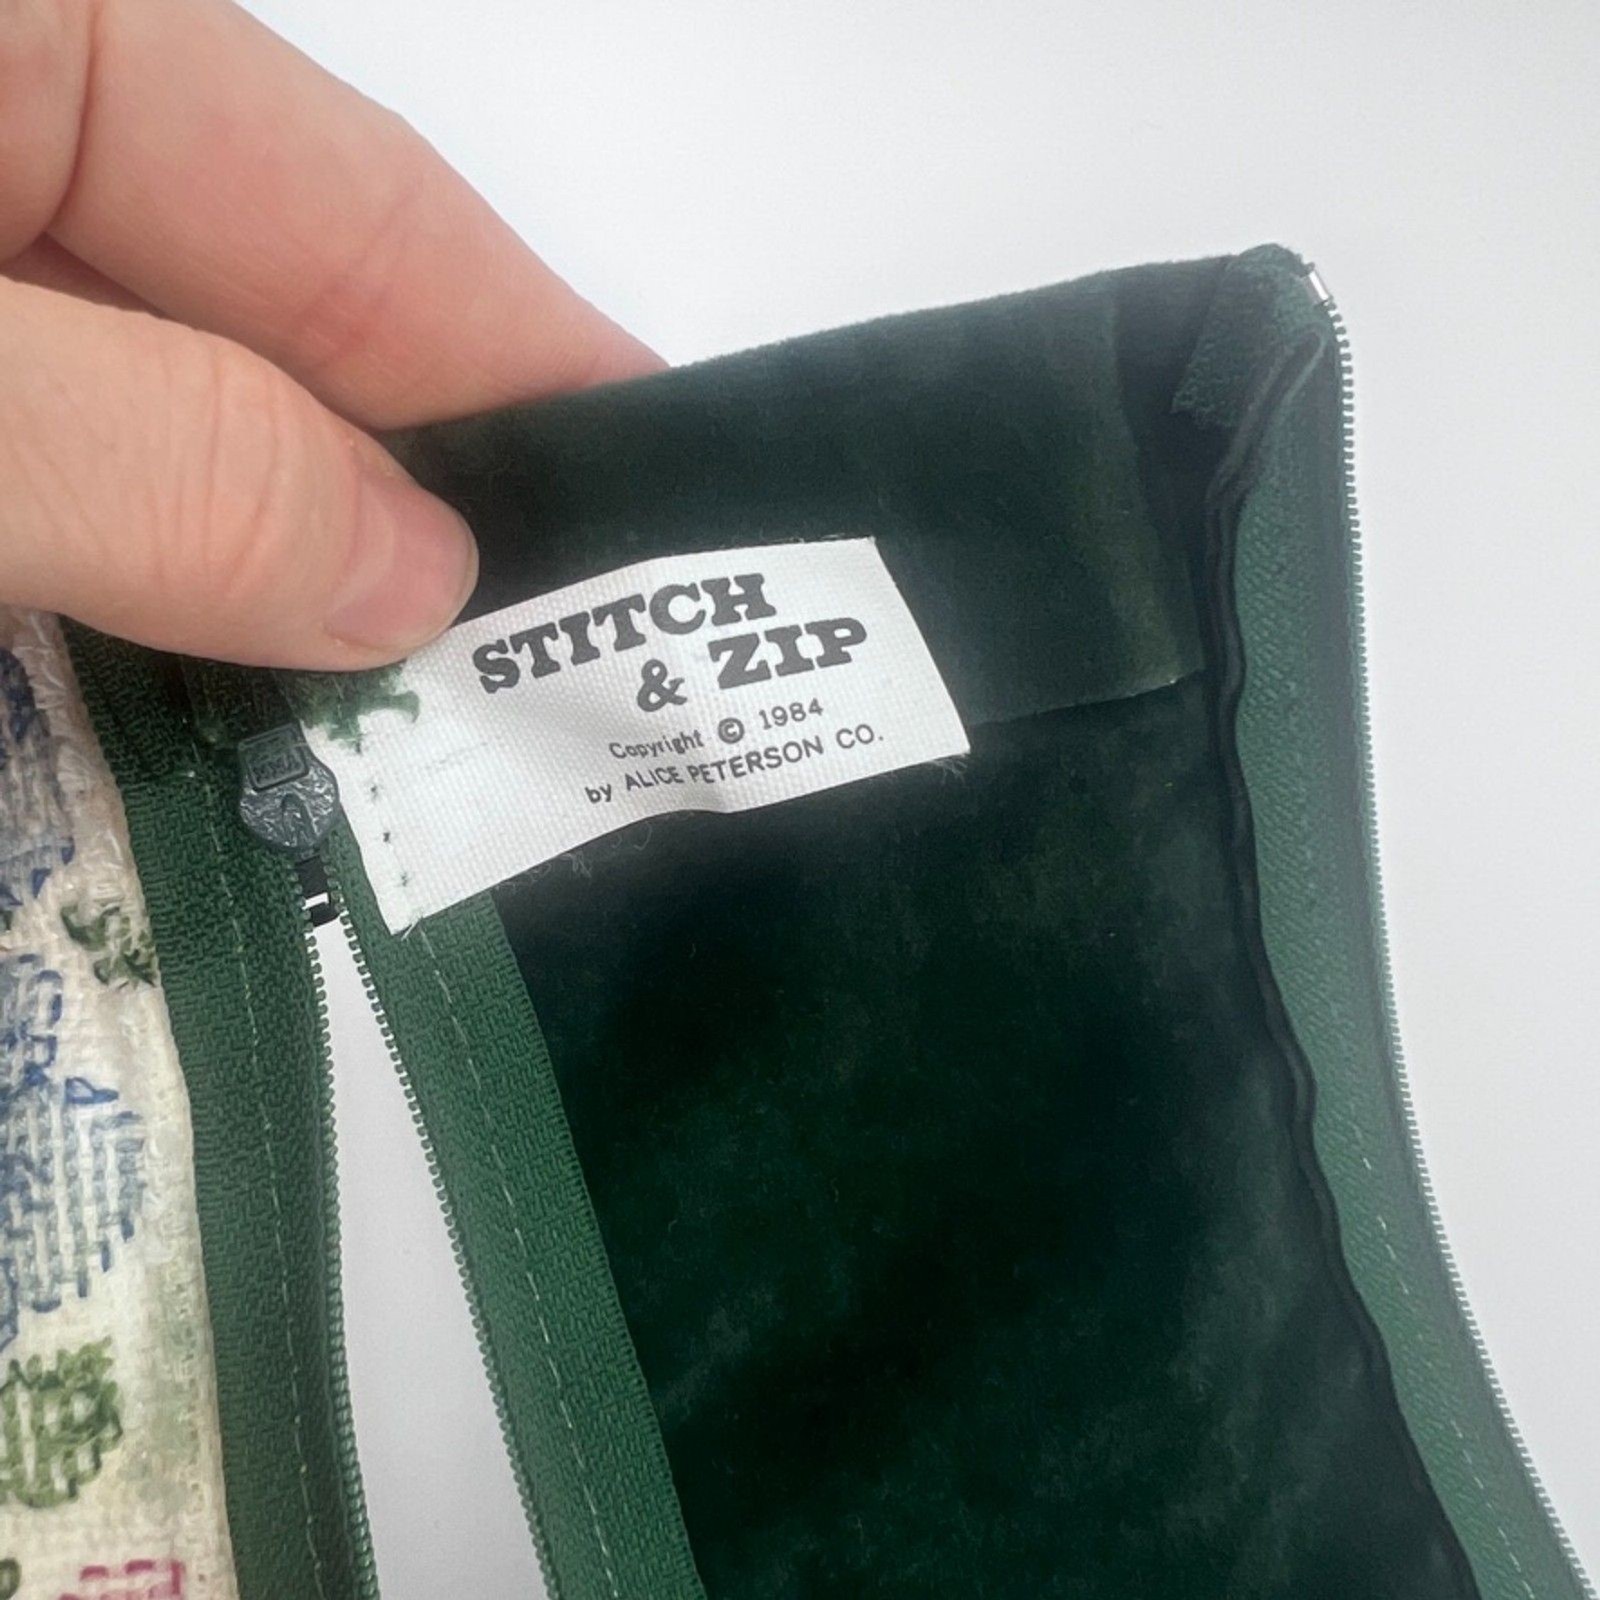 STITCH
& ZIP
Copyright © 1984
by ALICE PETERSON CO.